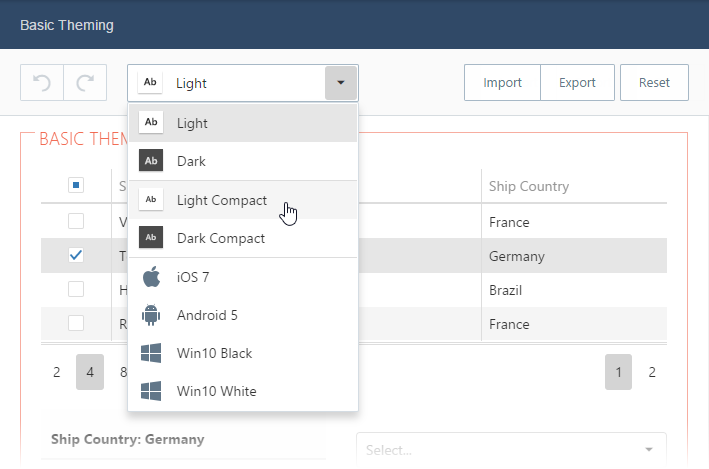 Basic Theming
Ab Light
Import Export Reset
Ab Light
BASIC THEM
Ab Dark
S Ship Country
Ab Light Compact
V France
Ab Dark Compact
T Germany
iOS 7
H Brazil
Android 5
R France
Win10 Black
2 4 8 1 2
Win10 White
Ship Country: Germany
Select...